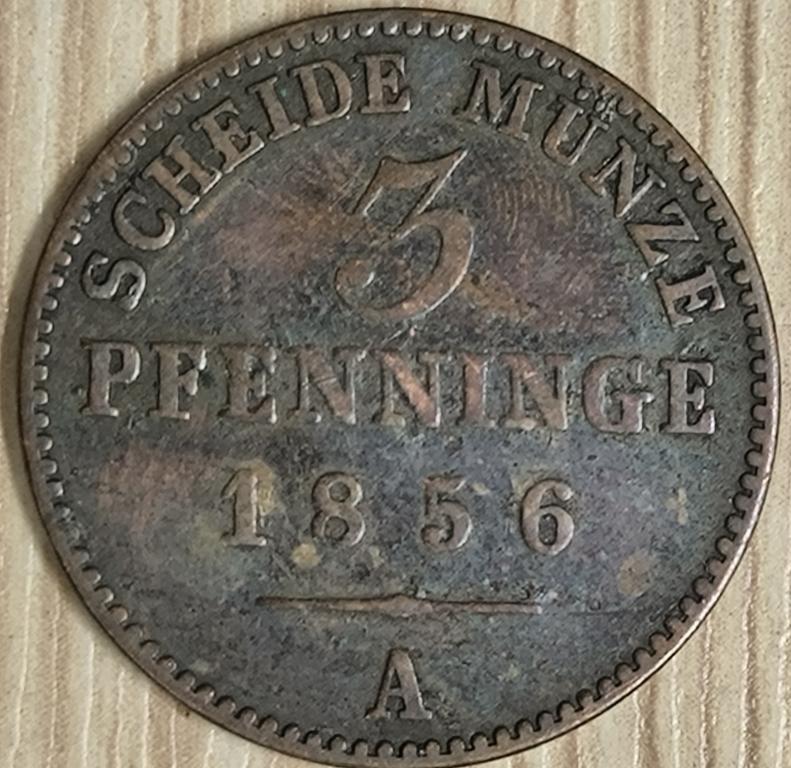 SCHEIDE MÜNZE
3
PFENNINGE
1856
A